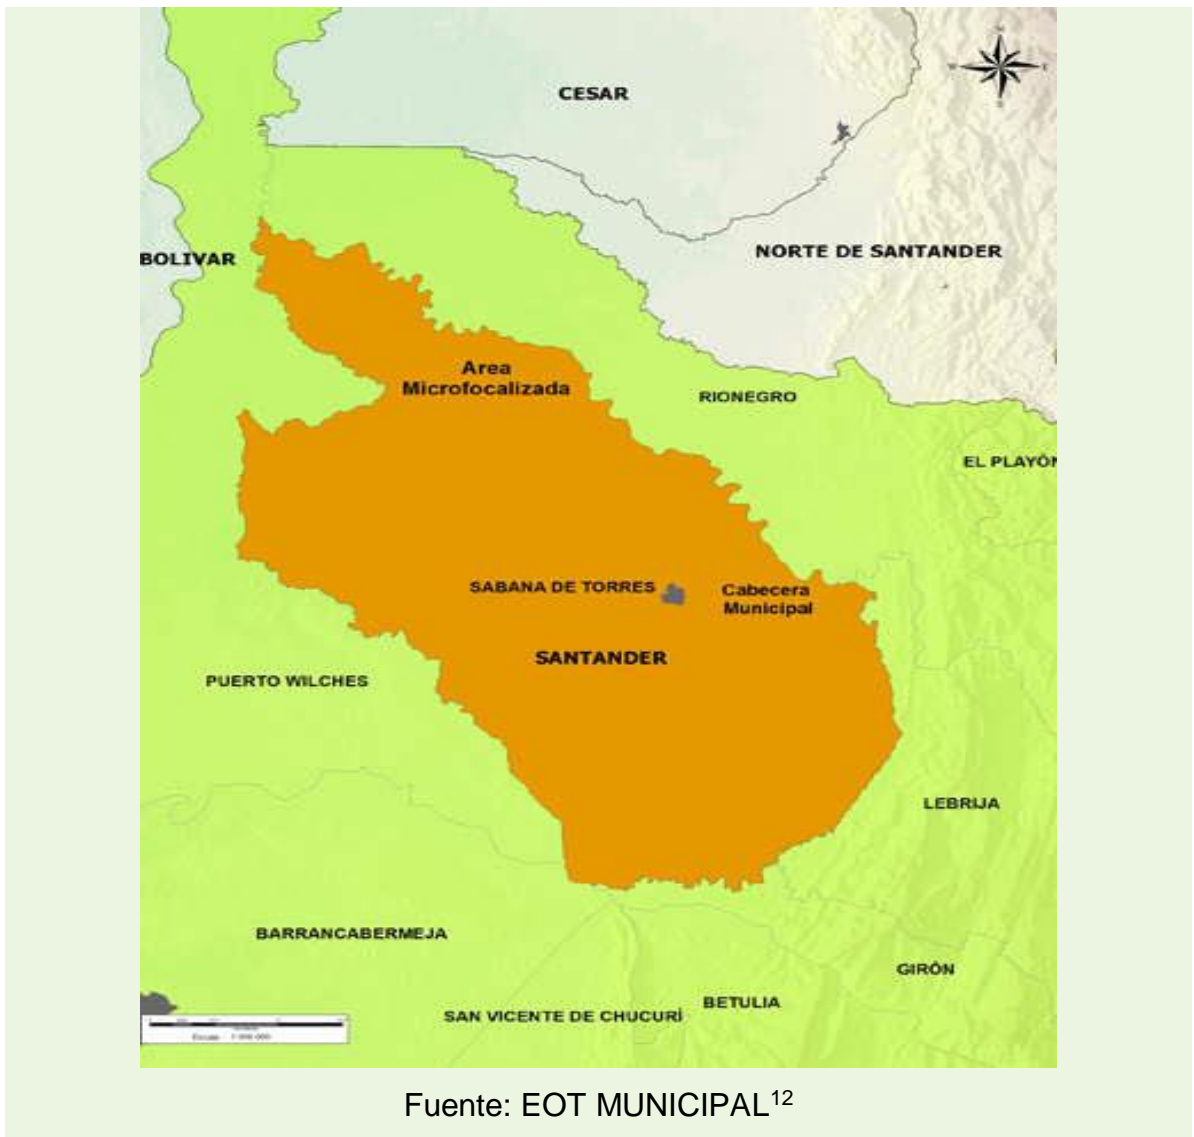 N
W
E
S
CESAR
BOLIVAR
NORTE DE SANTANDER
Area
Microfocalizada
RIONEGRO
EL PLAYÓN
SABANA DE TORRES
Cabecera
Municipal
SANTANDER
PUERTO WILCHES
LEBRIJA
BARRANCABERMEJA
GIRÓN
BETULIA
SAN VICENTE DE CHUCURÍ
Fuente: EOT MUNICIPAL12